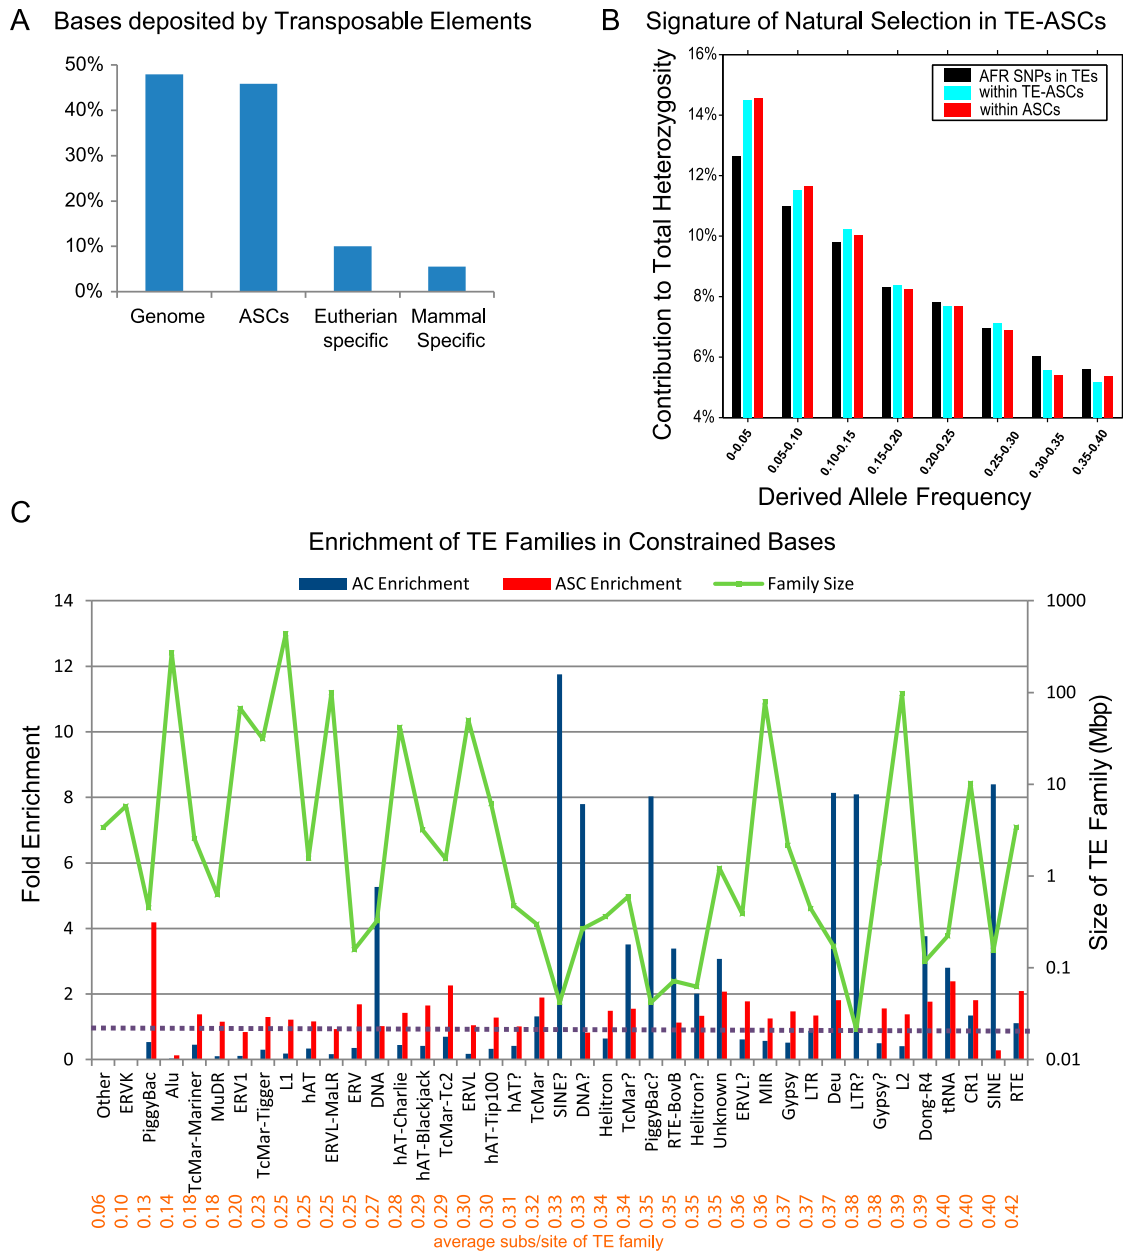 A Bases deposited by Transposable Elements
50%
40%
30%
20%
10%
0%
Genome ASCs Eutherian specific Mammal Specific
B Signature of Natural Selection in TE-ASCs
Contribution to Total Heterozygosity
16%
14%
12%
10%
8%
6%
4%
AFR SNPs in TEs
within TE-ASCs
within ASCs
0-0.05 0.05-0.10 0.10-0.15 0.15-0.20 0.20-0.25 0.25-0.30 0.30-0.35 0.35-0.40
Derived Allele Frequency
C
Enrichment of TE Families in Constrained Bases
AC Enrichment ASC Enrichment Family Size
Fold Enrichment
14
12
10
8
6
4
2
0
Size of TE Family (Mbp)
1000
100
10
1
0.1
0.01
Other ERVK PiggyBac Alu TcMar-Mariner MuDR ERV1 TcMar-Tigger L1 hAT ERVL-MaLR ERV DNA hAT-Charlie hAT-Blackjack TcMar-Tc2 ERVL hAT-Tip100 hAT? TcMar SINE? DNA? Helitron TcMar? PiggyBac? RTE-BovB Helitron? Unknown ERVL? MIR Gypsy LTR Deu LTR? Gypsy? L2 Dong-R4 tRNA CR1 SINE RTE
0.06 0.10 0.13 0.14 0.18 0.18 0.20 0.23 0.25 0.25 0.25 0.25 0.27 0.28 0.29 0.29 0.30 0.30 0.31 0.32 0.33 0.33 0.34 0.34 0.35 0.35 0.35 0.35 0.36 0.36 0.37 0.37 0.37 0.38 0.38 0.39 0.39 0.40 0.40 0.40 0.42
average subs/site of TE family